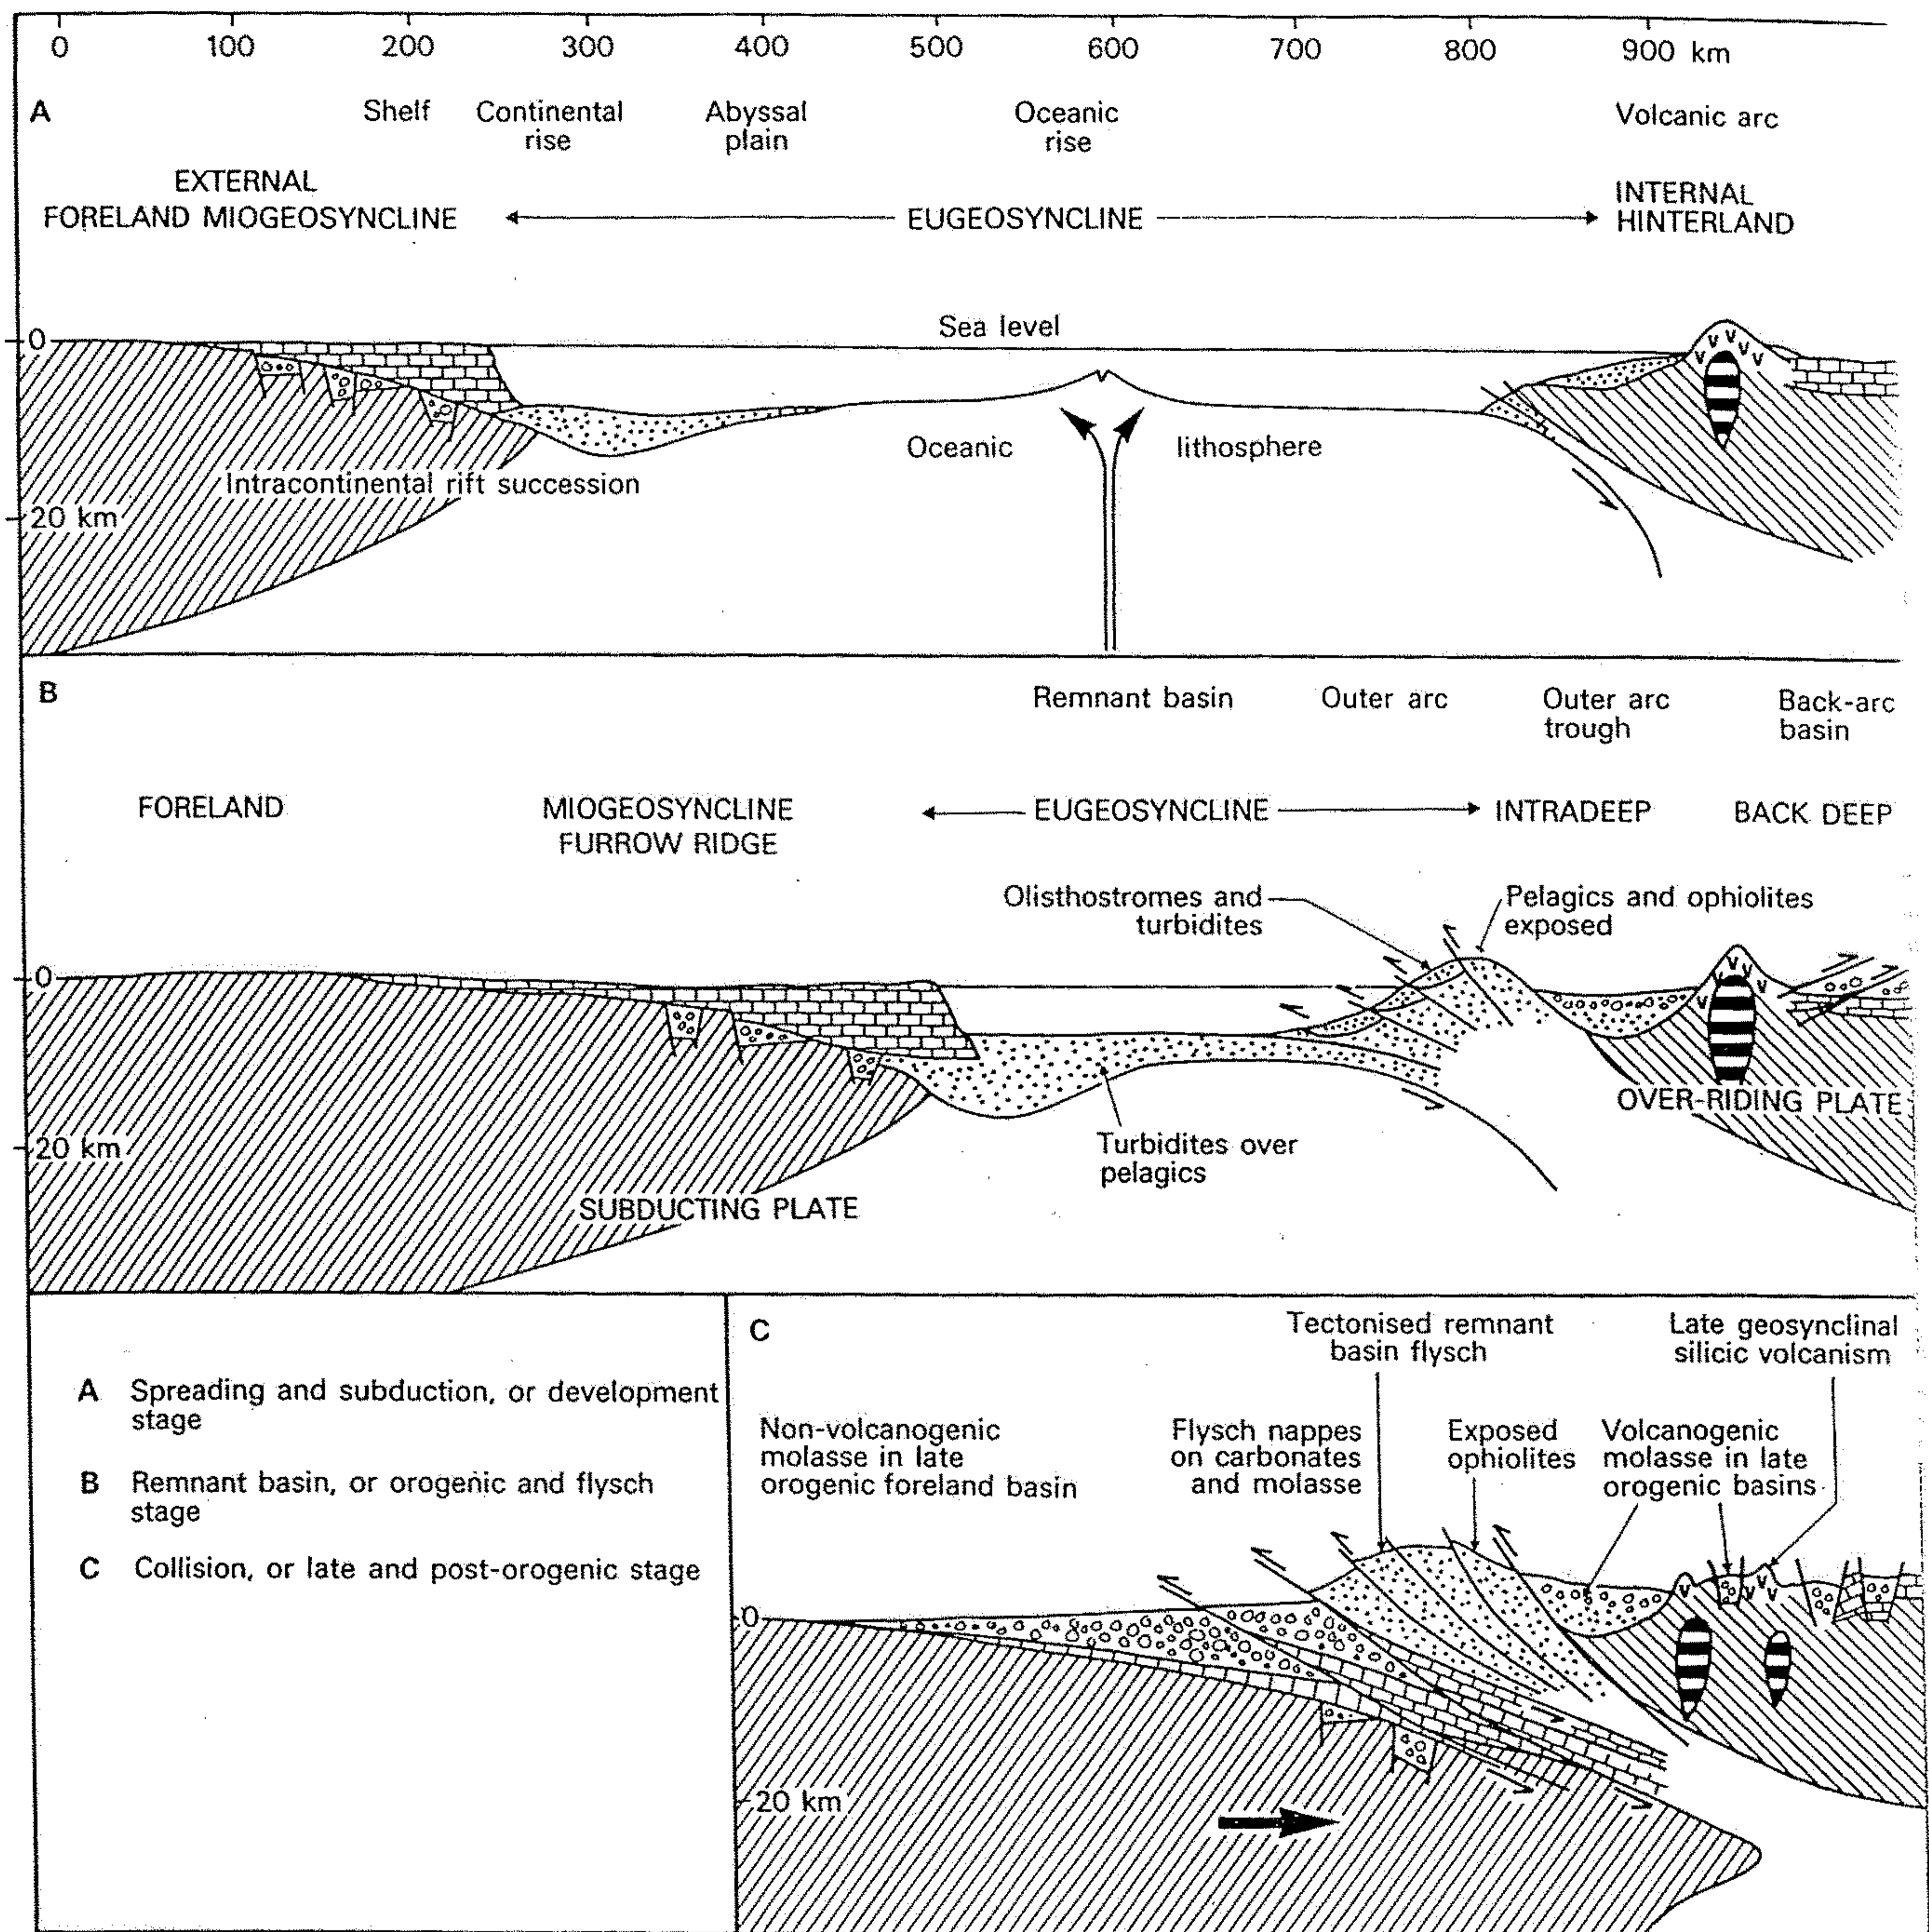 0 100 200 300 400 500 600 700 800 900 km
A
Shelf
Continental
rise
Abyssal
plain
Oceanic
rise
Volcanic arc
EXTERNAL
FORELAND MIOGEOSYNCLINE
EUGEOSYNCLINE
INTERNAL
HINTERLAND
Sea level
0
Oceanic lithosphere
Intracontinental rift succession
20 km
B
Remnant basin
Outer arc
Outer arc
trough
Back-arc
basin
FORELAND
MIOGEOSYNCLINE
FURROW RIDGE
EUGEOSYNCLINE
INTRADEEP
BACK DEEP
Olisthostromes and
turbidites
Pelagics and ophiolites
exposed
0
OVER-RIDING PLATE
20 km
Turbidites over
pelagics
SUBDUCTING PLATE
A Spreading and subduction, or development
stage
B Remnant basin, or orogenic and flysch
stage
C Collision, or late and post-orogenic stage
C
Tectonised remnant
basin flysch
Late geosynclinal
silicic volcanism
Non-volcanogenic
molasse in late
orogenic foreland basin
Flysch nappes
on carbonates
and molasse
Exposed
ophiolites
Volcanogenic
molasse in late
orogenic basins
0
20 km